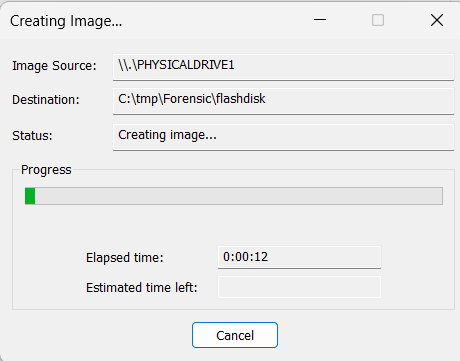 Creating Image...
Image Source: \\.\PHYSICALDRIVE1
Destination: C:\tmp\Forensic\flashdisk
Status: Creating image...
Progress
Elapsed time: 0:00:12
Estimated time left:
Cancel